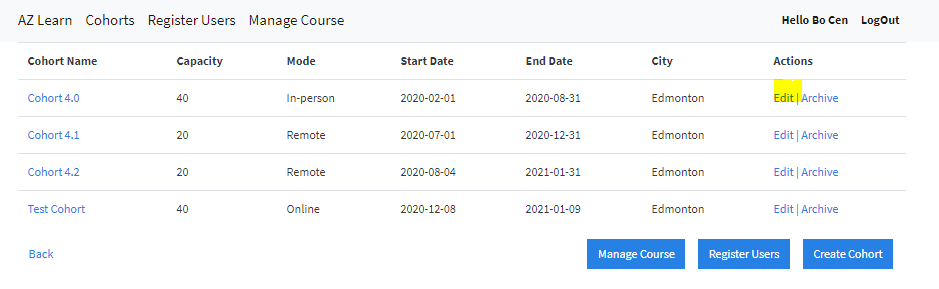 AZ Learn Cohorts Register Users Manage Course Hello Bo Cen LogOut
Cohort Name Capacity Mode Start Date End Date City Actions
Cohort 4.0 40 In-person 2020-02-01 2020-08-31 Edmonton Edit | Archive
Cohort 4.1 20 Remote 2020-07-01 2020-12-31 Edmonton Edit | Archive
Cohort 4.2 20 Remote 2020-08-04 2021-01-31 Edmonton Edit | Archive
Test Cohort 40 Online 2020-12-08 2021-01-09 Edmonton Edit | Archive
Back Manage Course Register Users Create Cohort